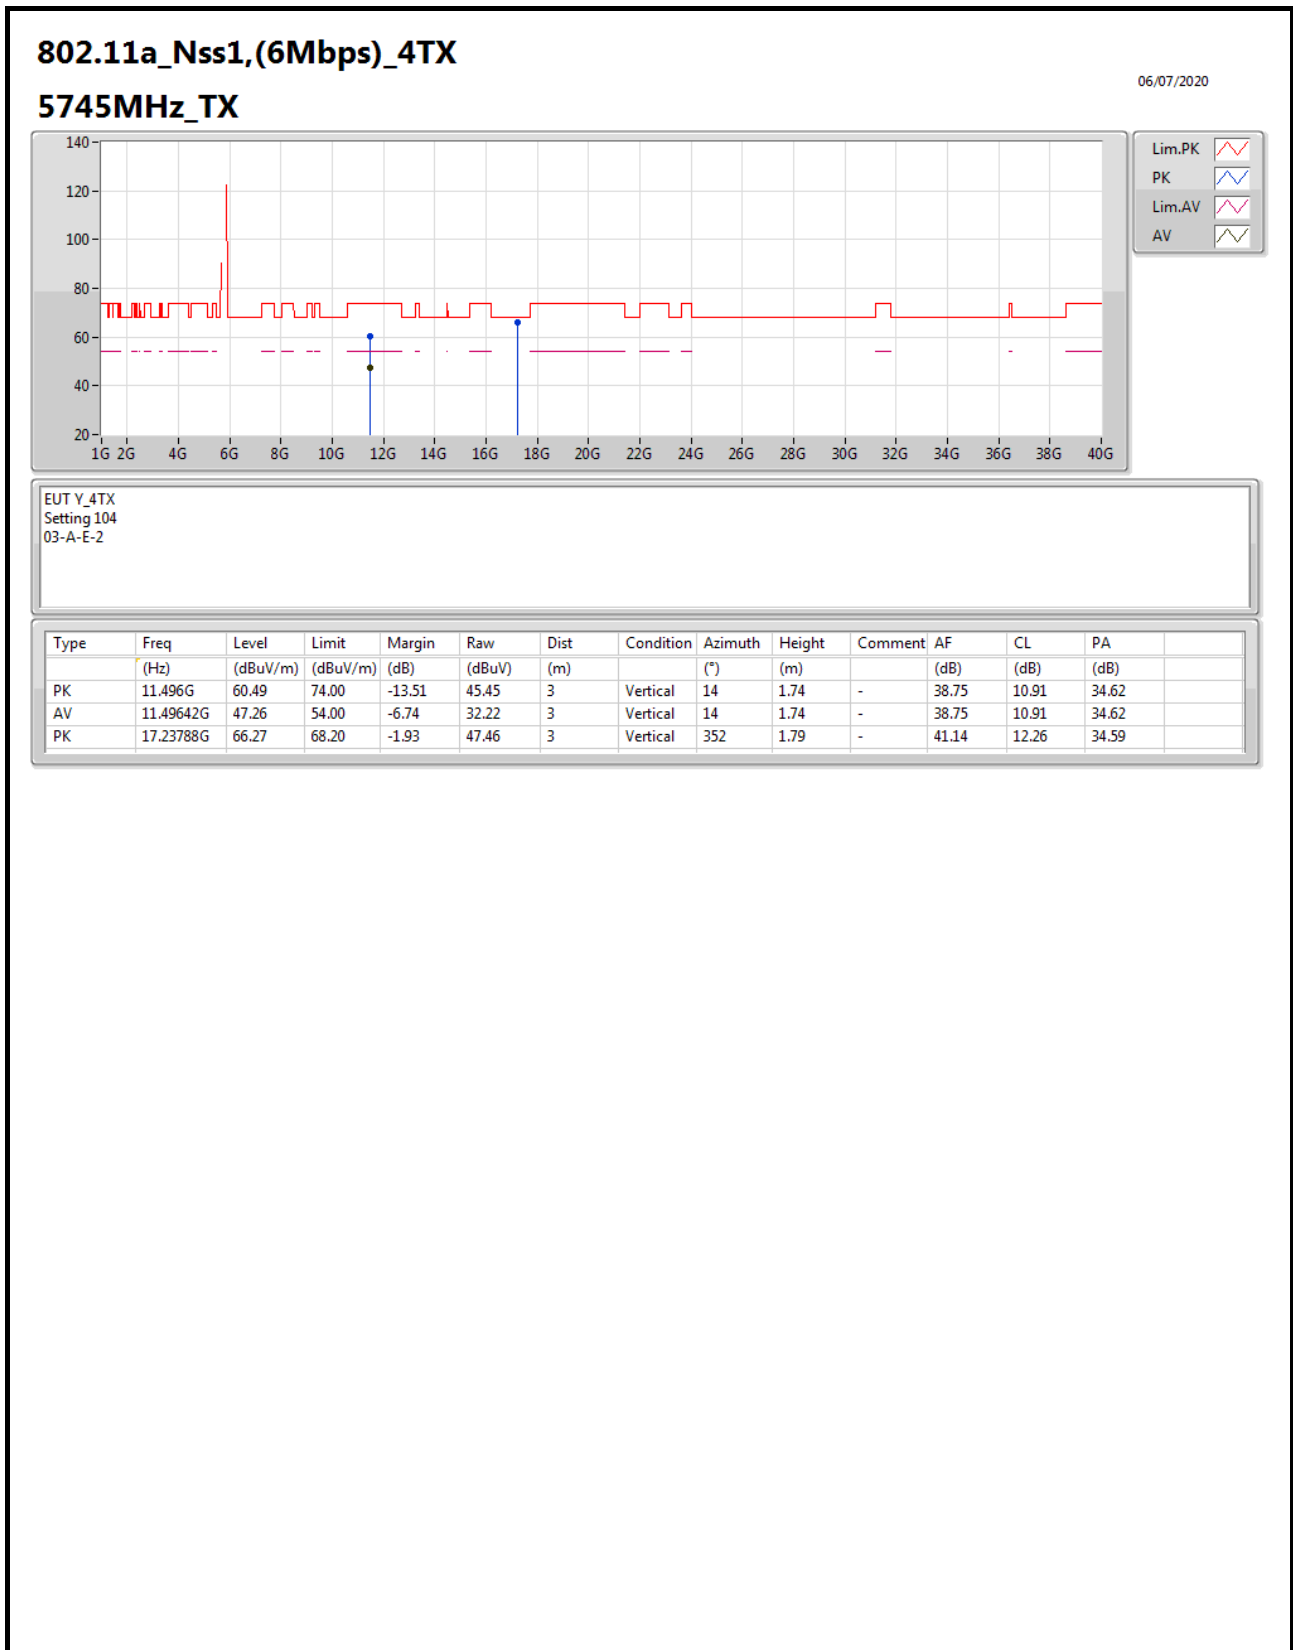 802.11a_Nss1,(6Mbps)_4TX
06/07/2020
5745MHz_TX
140
120
100
80
60
40
20
1G 2G 4G 6G 8G 10G 12G 14G 16G 18G 20G 22G 24G 26G 28G 30G 32G 34G 36G 38G 40G
Lim.PK
PK
Lim.AV
AV
EUT Y_4TX
Setting 104
03-A-E-2
Type Freq Level Limit Margin Raw Dist Condition Azimuth Height Comment AF CL PA
(Hz) (dBuV/m) (dBuV/m) (dB) (dBuV) (m) (°) (m) (dB) (dB) (dB)
PK 11.496G 60.49 74.00 -13.51 45.45 3 Vertical 14 1.74 - 38.75 10.91 34.62
AV 11.49642G 47.26 54.00 -6.74 32.22 3 Vertical 14 1.74 - 38.75 10.91 34.62
PK 17.23788G 66.27 68.20 -1.93 47.46 3 Vertical 352 1.79 - 41.14 12.26 34.59